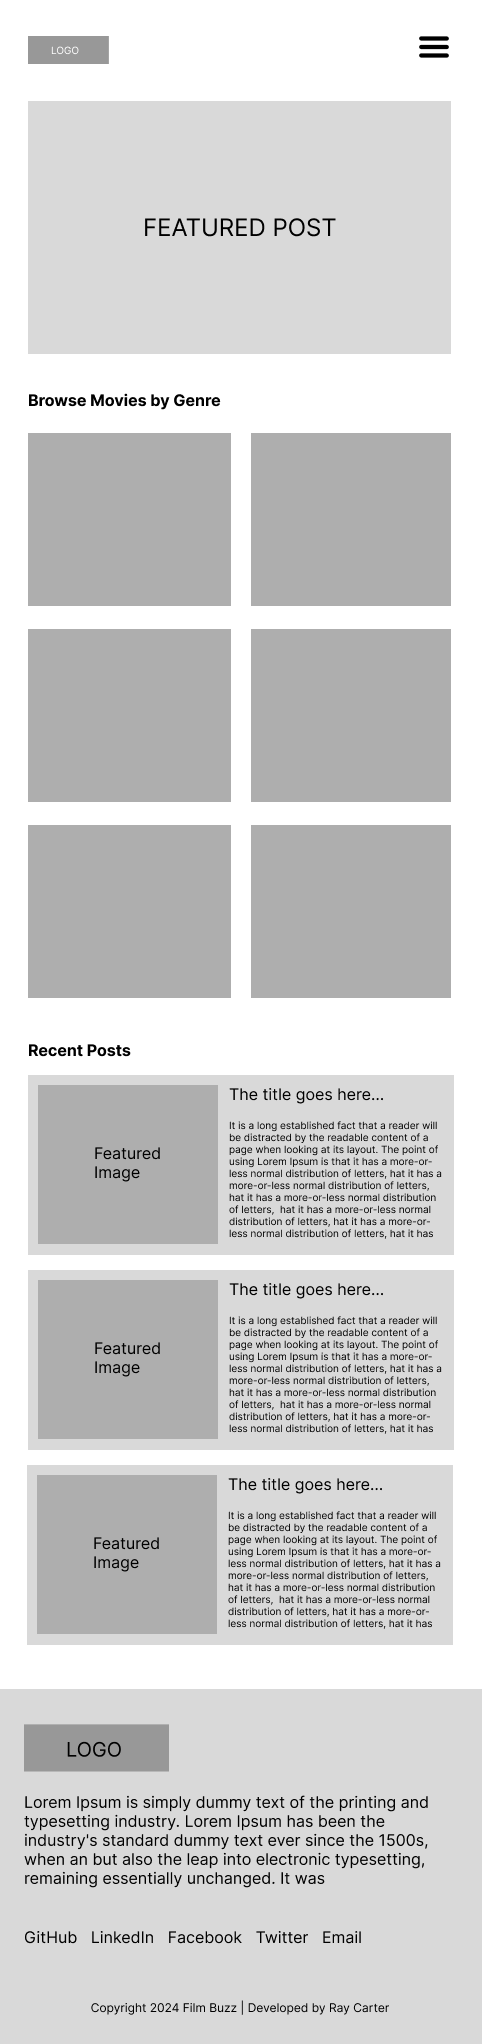 LOGO
FEATURED POST
Browse Movies by Genre
Recent Posts
Featured
Image
The title goes here...
It is a long established fact that a reader will
be distracted by the readable content of a
page when looking at its layout. The point of
using Lorem Ipsum is that it has a more-or-
less normal distribution of letters, hat it has a
more-or-less normal distribution of letters,
hat it has a more-or-less normal distribution
of letters,  hat it has a more-or-less normal
distribution of letters, hat it has a more-or-
less normal distribution of letters, hat it has
Featured
Image
The title goes here...
It is a long established fact that a reader will
be distracted by the readable content of a
page when looking at its layout. The point of
using Lorem Ipsum is that it has a more-or-
less normal distribution of letters, hat it has a
more-or-less normal distribution of letters,
hat it has a more-or-less normal distribution
of letters,  hat it has a more-or-less normal
distribution of letters, hat it has a more-or-
less normal distribution of letters, hat it has
Featured
Image
The title goes here...
It is a long established fact that a reader will
be distracted by the readable content of a
page when looking at its layout. The point of
using Lorem Ipsum is that it has a more-or-
less normal distribution of letters, hat it has a
more-or-less normal distribution of letters,
hat it has a more-or-less normal distribution
of letters,  hat it has a more-or-less normal
distribution of letters, hat it has a more-or-
less normal distribution of letters, hat it has
LOGO
Lorem Ipsum is simply dummy text of the printing and
typesetting industry. Lorem Ipsum has been the
industry's standard dummy text ever since the 1500s,
when an but also the leap into electronic typesetting,
remaining essentially unchanged. It was
GitHub LinkedIn Facebook Twitter Email
Copyright 2024 Film Buzz | Developed by Ray Carter